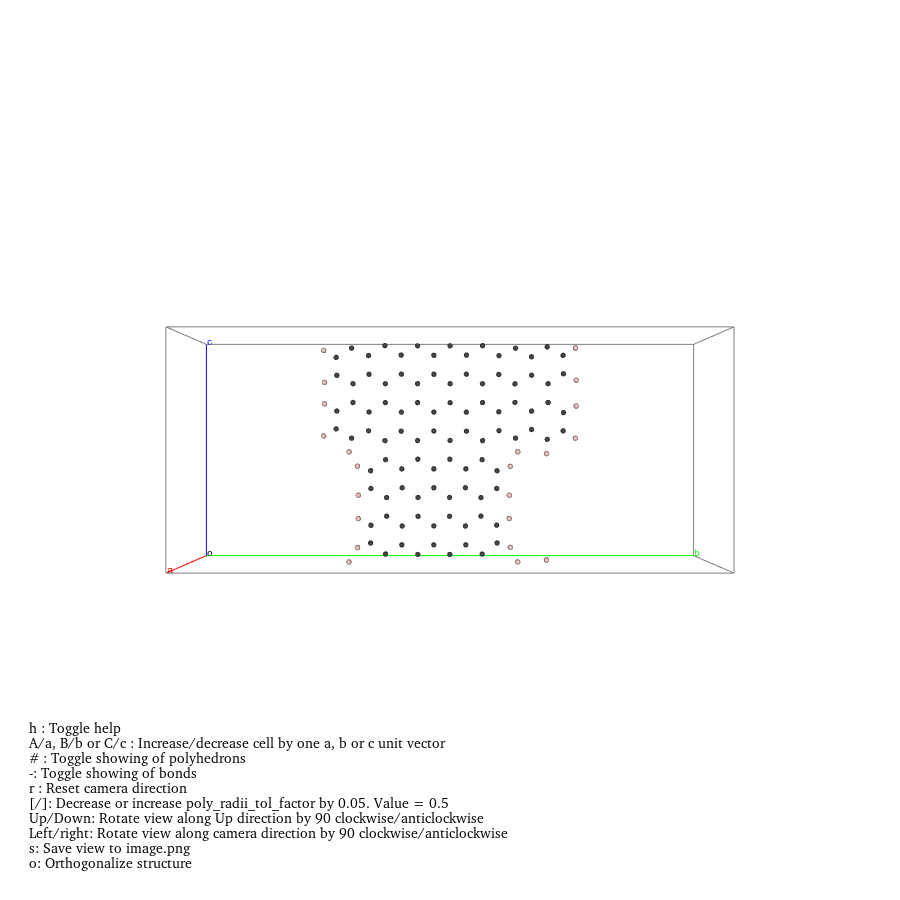 c
o
b
a
h : Toggle help
A/a, B/b or C/c : Increase/decrease cell by one a, b or c unit vector
# : Toggle showing of polyhedrons
-: Toggle showing of bonds
r : Reset camera direction
[/]: Decrease or increase poly_radii_tol_factor by 0.05. Value = 0.5
Up/Down: Rotate view along Up direction by 90 clockwise/anticlockwise
Left/right: Rotate view along camera direction by 90 clockwise/anticlockwise
s: Save view to image.png
o: Orthogonalize structure